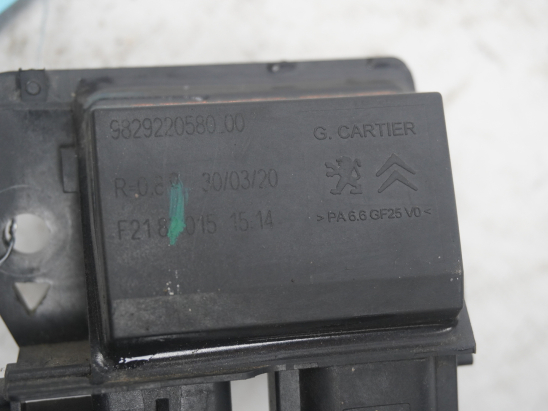 9829220580.00
G. CARTIER
30/03/20
15 14
> PA 6.6 GF25 V0 <